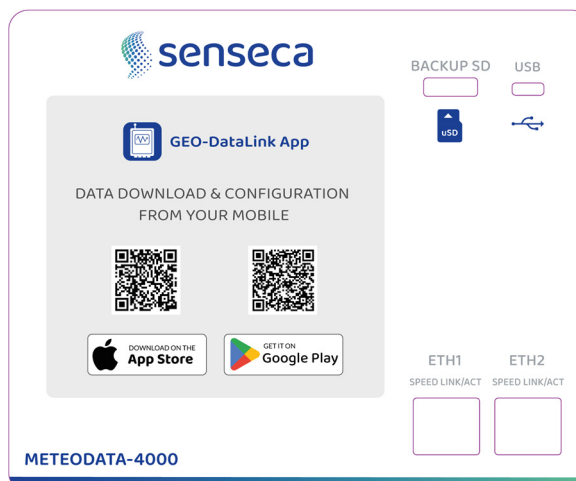 senseca
BACKUP SD
USB
uSD
GEO-DataLink App
DATA DOWNLOAD & CONFIGURATION
FROM YOUR MOBILE
DOWNLOAD ON THE
App Store
GET IT ON
Google Play
ETH1
ETH2
SPEED LINK/ACT
SPEED LINK/ACT
METEODATA-4000